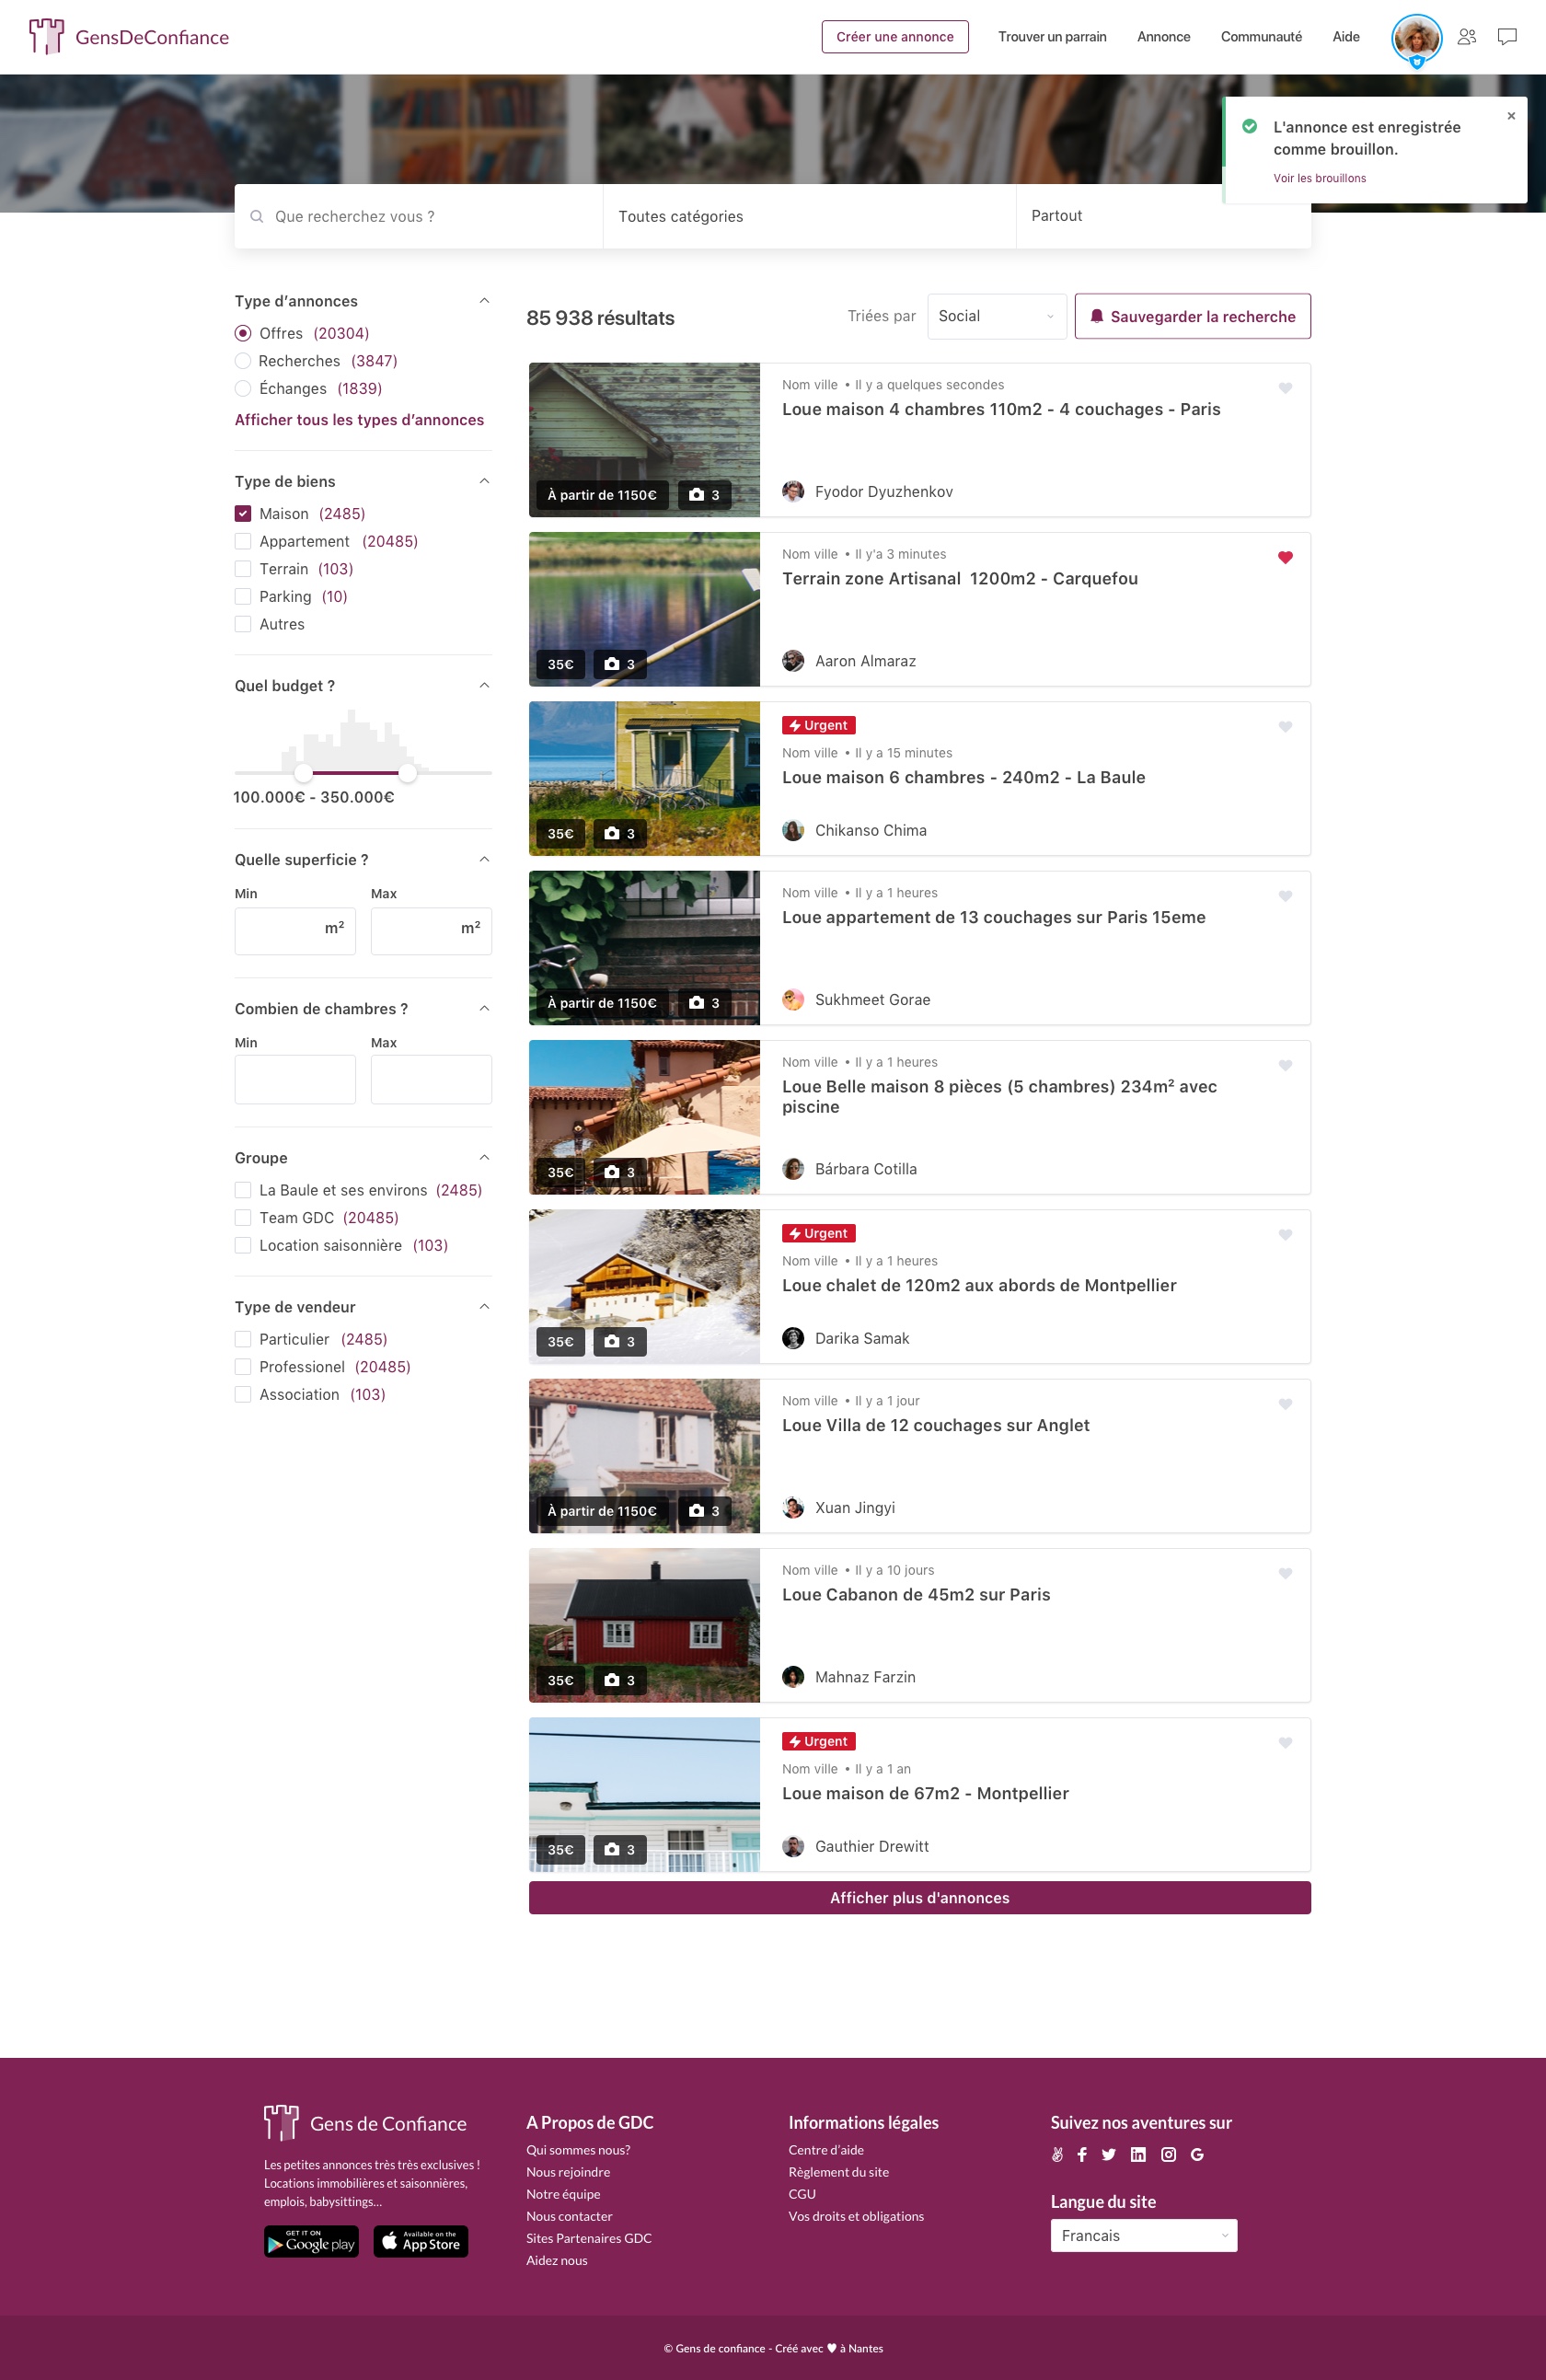 GensDeConfiance
Créer une annonce
Trouver un parrain
Annonce
Communauté
Aide
L'annonce est enregistrée
comme brouillon.
Voir les brouillons
Que recherchez vous ?
Toutes catégories
Partout
Type d’annonces
Offres (20304)
Recherches (3847)
Échanges (1839)
Afficher tous les types d’annonces
Type de biens
Maison (2485)
Appartement (20485)
Terrain (103)
Parking (10)
Autres
Quel budget ?
100.000€ - 350.000€
Quelle superficie ?
Min
Max
m²
m²
Combien de chambres ?
Min
Max
Groupe
La Baule et ses environs (2485)
Team GDC (20485)
Location saisonnière (103)
Type de vendeur
Particulier (2485)
Professionel (20485)
Association (103)
85 938 résultats
Triées par
Social
Sauvegarder la recherche
Nom ville • Il y a quelques secondes
Loue maison 4 chambres 110m2 - 4 couchages - Paris
À partir de 1150€
3
Fyodor Dyuzhenkov
Nom ville • Il y'a 3 minutes
Terrain zone Artisanal 1200m2 - Carquefou
35€
3
Aaron Almaraz
Urgent
Nom ville • Il y a 15 minutes
Loue maison 6 chambres - 240m2 - La Baule
35€
3
Chikanso Chima
Nom ville • Il y a 1 heures
Loue appartement de 13 couchages sur Paris 15eme
À partir de 1150€
3
Sukhmeet Gorae
Nom ville • Il y a 1 heures
Loue Belle maison 8 pièces (5 chambres) 234m² avec
piscine
35€
3
Bárbara Cotilla
Urgent
Nom ville • Il y a 1 heures
Loue chalet de 120m2 aux abords de Montpellier
35€
3
Darika Samak
Nom ville • Il y a 1 jour
Loue Villa de 12 couchages sur Anglet
À partir de 1150€
3
Xuan Jingyi
Nom ville • Il y a 10 jours
Loue Cabanon de 45m2 sur Paris
35€
3
Mahnaz Farzin
Urgent
Nom ville • Il y a 1 an
Loue maison de 67m2 - Montpellier
35€
3
Gauthier Drewitt
Afficher plus d'annonces
Gens de Confiance
Les petites annonces très très exclusives !
Locations immobilières et saisonnières,
emplois, babysittings...
GET IT ON
Google play
Available on the
App Store
A Propos de GDC
Qui sommes nous?
Nous rejoindre
Notre équipe
Nous contacter
Sites Partenaires GDC
Aidez nous
Informations légales
Centre d’aide
Règlement du site
CGU
Vos droits et obligations
Suivez nos aventures sur
Langue du site
Francais
© Gens de confiance - Créé avec ♥ à Nantes